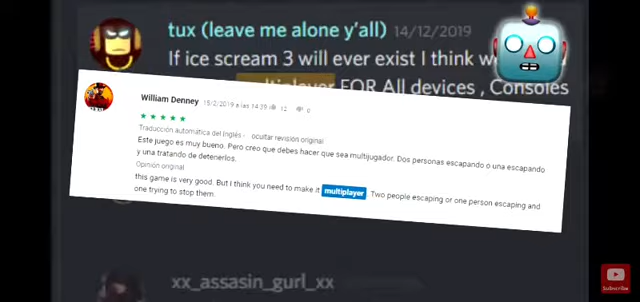 tux (leave me alone y'all) 14/12/2019
If ice scream 3 will ever exist I think w
multiplayer FOR All devices , Consoles
William Denney 15/2/2019 a las 14:39 12 0
Traducción automática del Inglés - ocultar revisión original
Este juego es muy bueno. Pero creo que debes hacer que sea multijugador. Dos personas escapando o una escapando
y una tratando de detenerlos.
Opinión original
this game is very good. But I think you need to make it multiplayer. Two people escaping or one person escaping and
one trying to stop them.
xx_assasin_gurl_xx
Subscribe